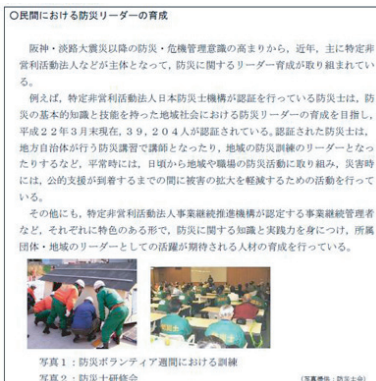 ○民間における防災リーダーの育成
阪神・淡路大震災以降の防災・危機管理意識の高まりから、近年、主に特定非
営利活動法人などが主体となって、防災に関するリーダー育成が取り組まれてい
る。
例えば、特定非営利活動法人日本防災士機構が認証を行っている防災士は、防
災の基本的知識と技能を持った地域社会における防災リーダーの育成を目指し、
平成22年3月末現在、39,204人が認証されている。認証された防災士は、
地方自治体が行う防災講習で講師となったり、地域の防災訓練のリーダーとなっ
たりするなど、平常時には、日頃から地域や職場の防災活動に取り組み、災害時
には、公的支援が到着するまでの間に被害の拡大を軽減するための活動を行って
いる。
その他にも、特定非営利活動法人事業継続推進機構が認定する事業継続管理者
など、それぞれに特色のある形で、防災に関する知識と実践力を身につけ、所属
団体・地域のリーダーとしての活躍が期待される人材の育成を行っている。
写真1：防災ボランティア週間における訓練
写真2：防災士研修会
（写真提供：防災士会）